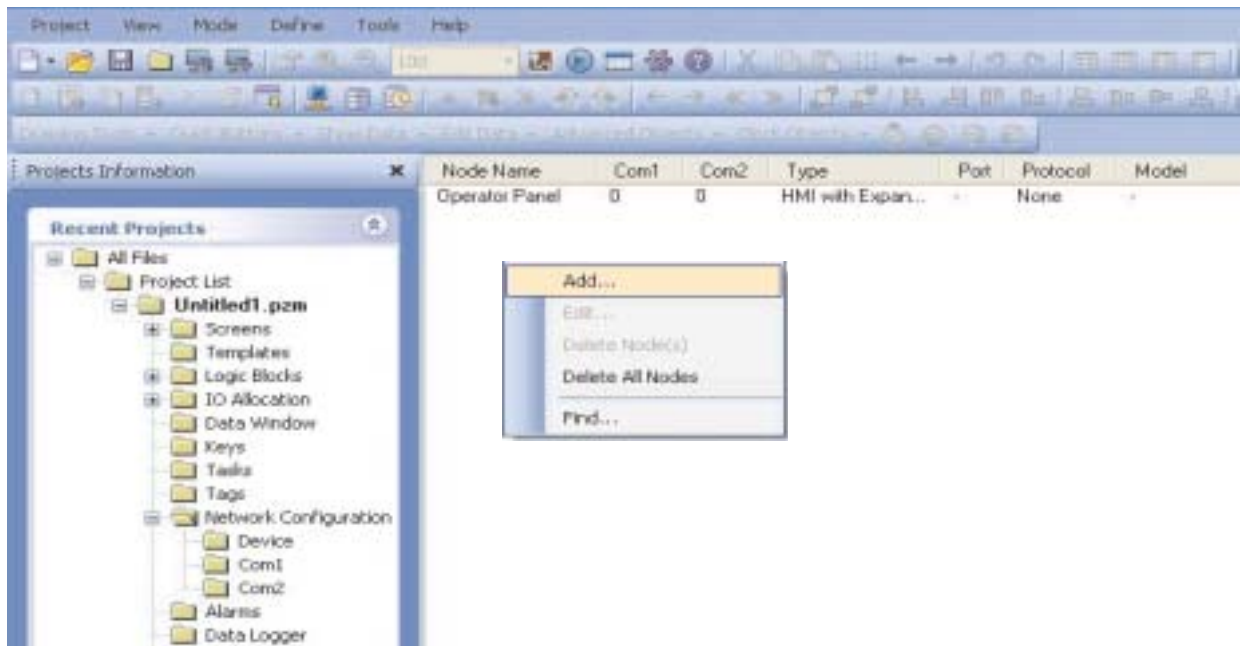 Project View Mode Define Tools Help
100
Projects Information
Node Name Com1 Com2 Type Port Protocol Model
Operator Panel 0 0 HMI with Expan... - None -
Recent Projects
All Files
Project List
Untitled1.pzm
Screens
Templates
Logic Blocks
IO Allocation
Data Window
Keys
Tasks
Tags
Network Configuration
Device
Com1
Com2
Alarms
Data Logger
Add...
Edit...
Delete Node(s)
Delete All Nodes
Find...